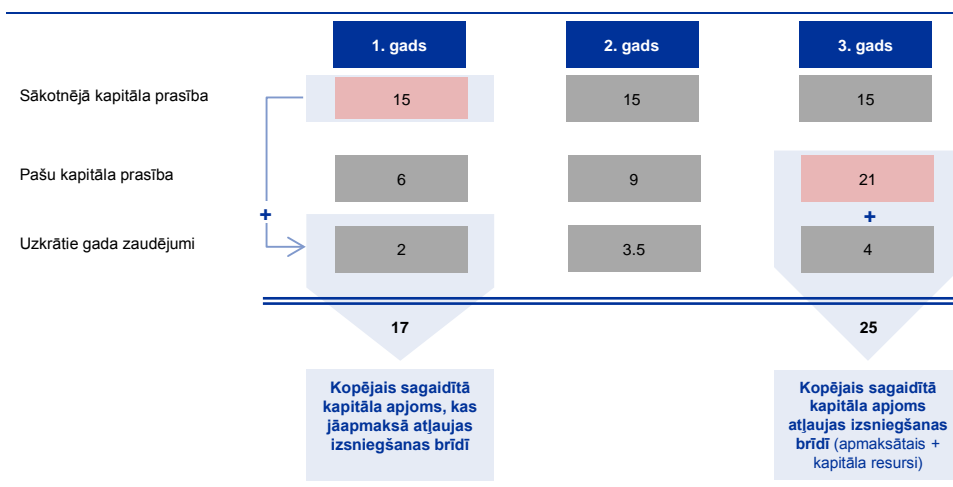 1. gads 2. gads 3. gads
Sākotnējā kapitāla prasība 15 15 15
Pašu kapitāla prasība 6 9 21
+ +
Uzkrātie gada zaudējumi 2 3.5 4
17 25
Kopējais sagaidītā
kapitāla apjoms, kas
jāapmaksā atļaujas
izsniegšanas brīdī
Kopējais sagaidītā
kapitāla apjoms
atļaujas izsniegšanas
brīdī (apmaksātais +
kapitāla resursi)